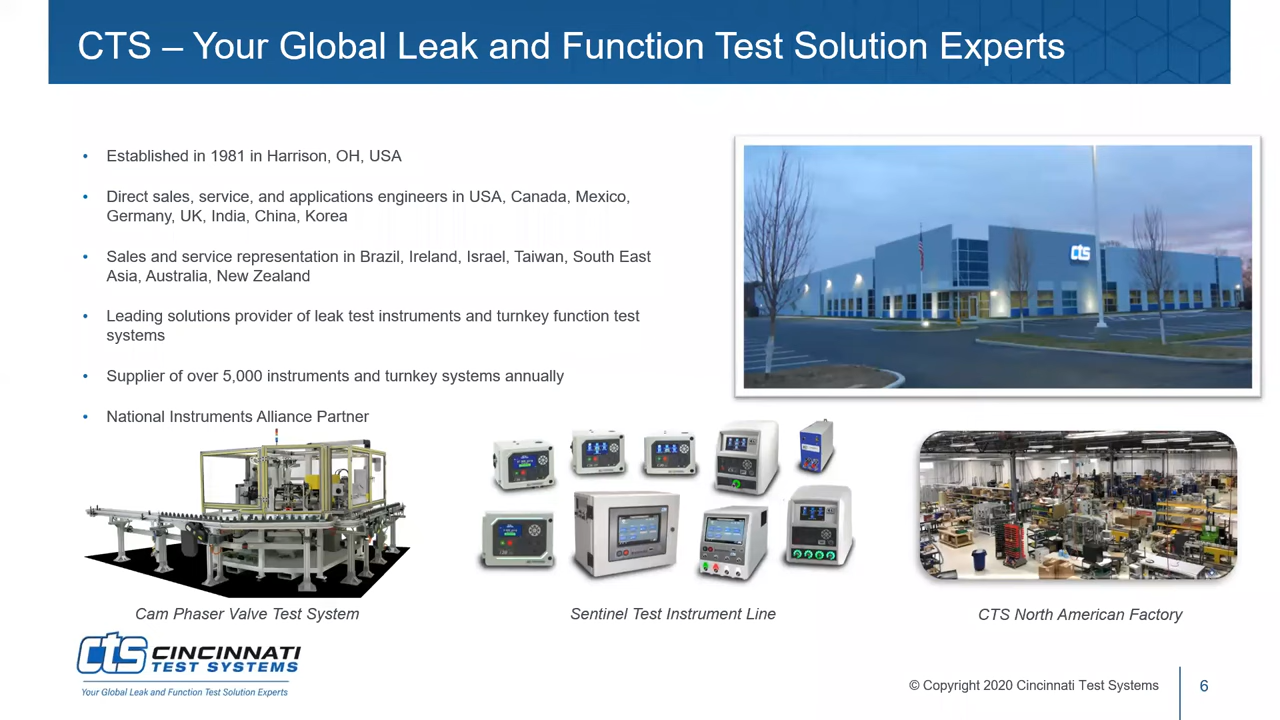 CTS – Your Global Leak and Function Test Solution Experts
• Established in 1981 in Harrison, OH, USA
• Direct sales, service, and applications engineers in USA, Canada, Mexico,
Germany, UK, India, China, Korea
• Sales and service representation in Brazil, Ireland, Israel, Taiwan, South East
Asia, Australia, New Zealand
• Leading solutions provider of leak test instruments and turnkey function test
systems
• Supplier of over 5,000 instruments and turnkey systems annually
• National Instruments Alliance Partner
cts
Cam Phaser Valve Test System
Sentinel Test Instrument Line
CTS North American Factory
cts CINCINNATI
TEST SYSTEMS
Your Global Leak and Function Test Solution Experts
© Copyright 2020 Cincinnati Test Systems
6